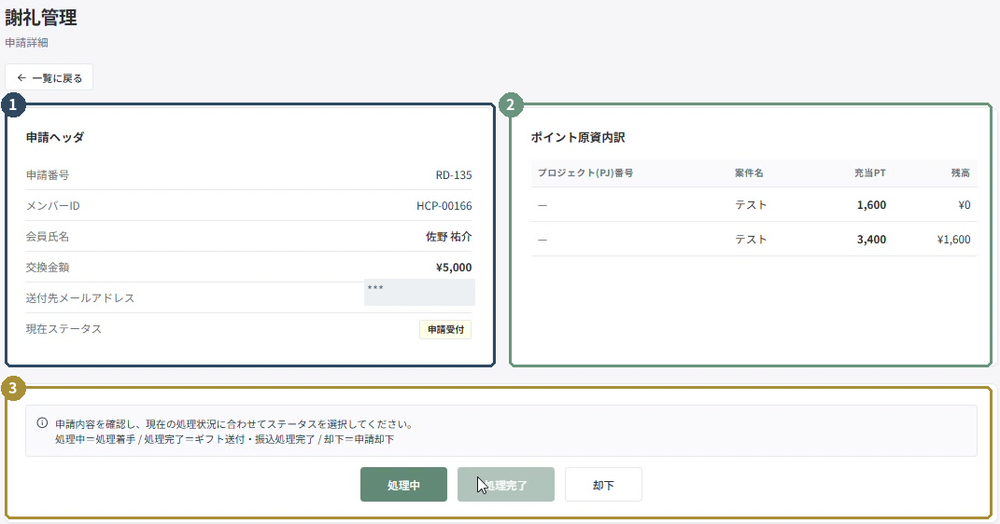 謝礼管理
申請詳細
← 一覧に戻る
1
申請ヘッダ
申請番号 RD-135
メンバーID HCP-00166
会員氏名 佐野 祐介
交換金額 ¥5,000
送付先メールアドレス ***
現在ステータス 申請受付
2
ポイント原資内訳
プロジェクト(PJ)番号 案件名 充当PT 残高
— テスト 1,600 ¥0
— テスト 3,400 ¥1,600
3
申請内容を確認し、現在の処理状況に合わせてステータスを選択してください。
処理中＝処理着手 / 処理完了＝ギフト送付・振込処理完了 / 却下＝申請却下
処理中 処理完了 却下